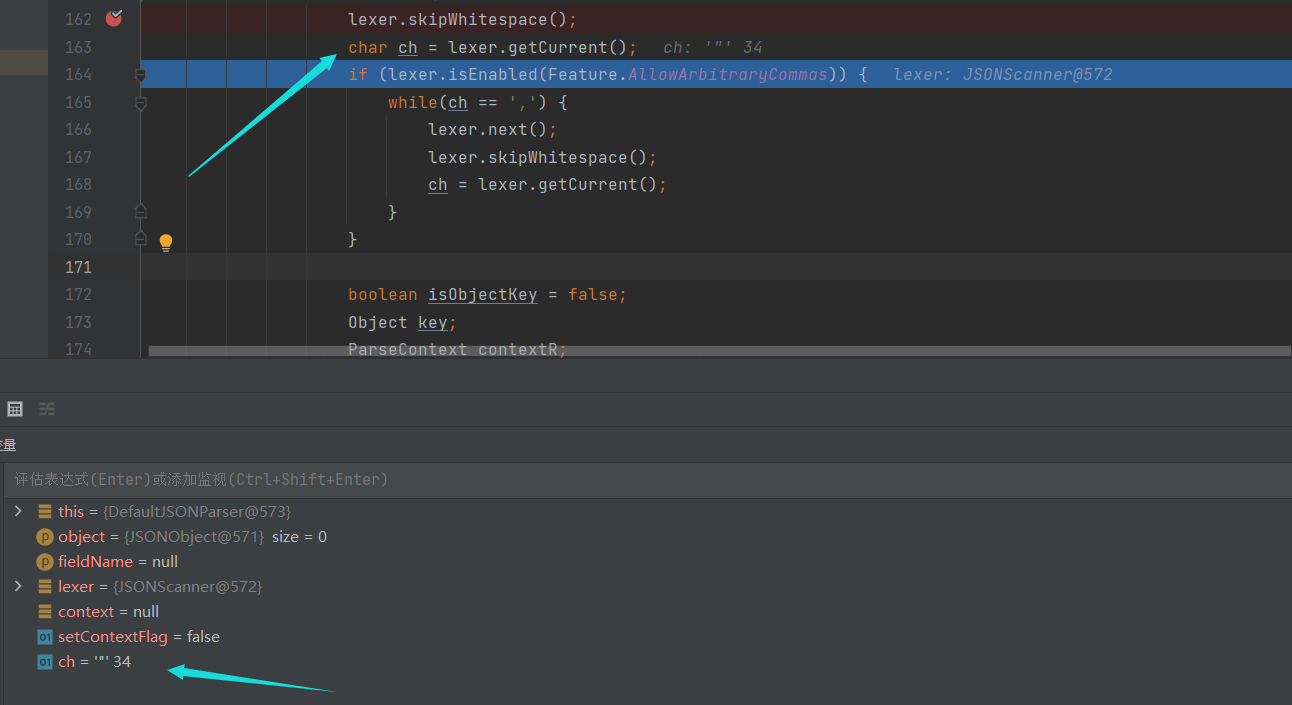 162 lexer.skipWhitespace();
163 char ch = lexer.getCurrent(); ch: '"' 34
164 if (lexer.isEnabled(Feature.AllowArbitraryCommas)) { lexer: JSONScanner@572
165 while(ch == ',') {
166 lexer.next();
167 lexer.skipWhitespace();
168 ch = lexer.getCurrent();
169 }
170 }
171
172 boolean isObjectKey = false;
173 Object key;
174 ParseContext contextR;
量
评估表达式(Enter)或添加监视(Ctrl+Shift+Enter)
this = {DefaultJSONParser@573}
p object = {JSONObject@571} size = 0
p fieldName = null
lexer = {JSONScanner@572}
context = null
01 setContextFlag = false
01 ch = '"' 34